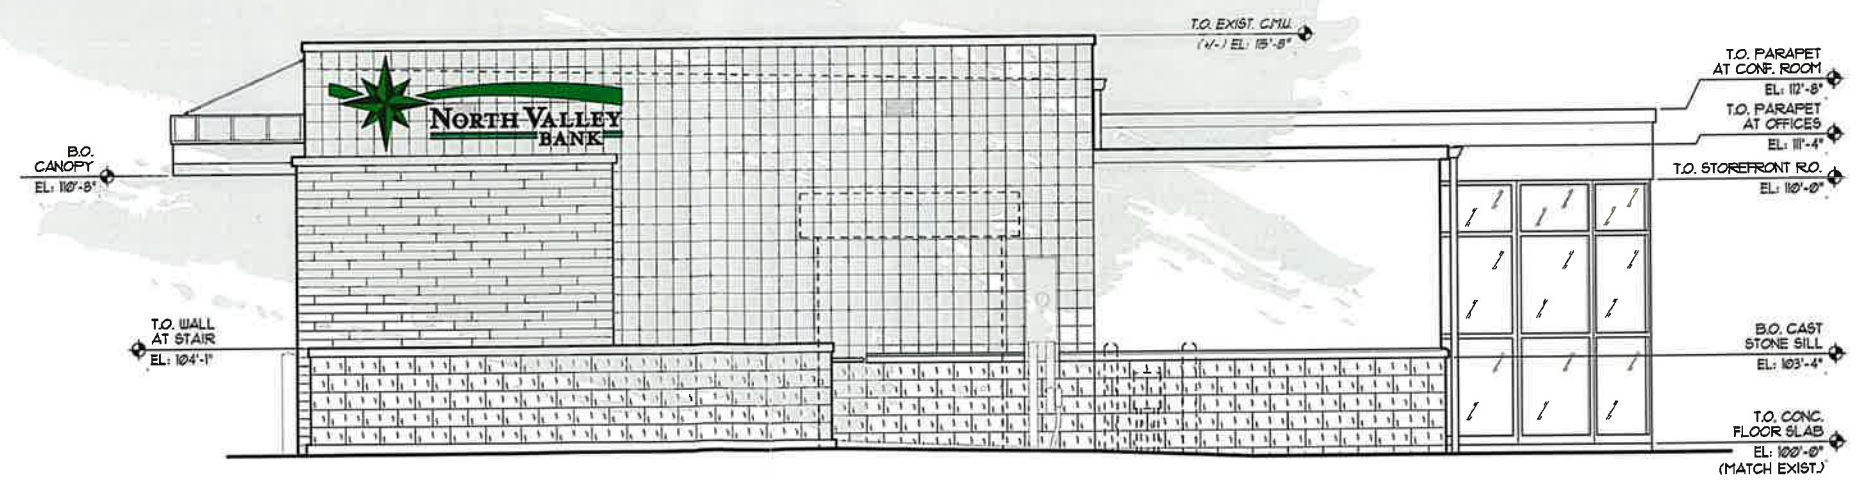 T.O. EXIST. C.M.U.
(+/-) EL: 115'-8"
T.O. PARAPET
AT CONF. ROOM
EL: 112'-8"
T.O. PARAPET
AT OFFICES
EL: 111'-4"
NORTH VALLEY
BANK
B.O.
CANOPY
EL: 110'-8"
T.O. STOREFRONT R.O.
EL: 110'-0"
T.O. WALL
AT STAIR
EL: 104'-1"
B.O. CAST
STONE SILL
EL: 103'-4"
T.O. CONC.
FLOOR SLAB
EL: 100'-0"
(MATCH EXIST.)